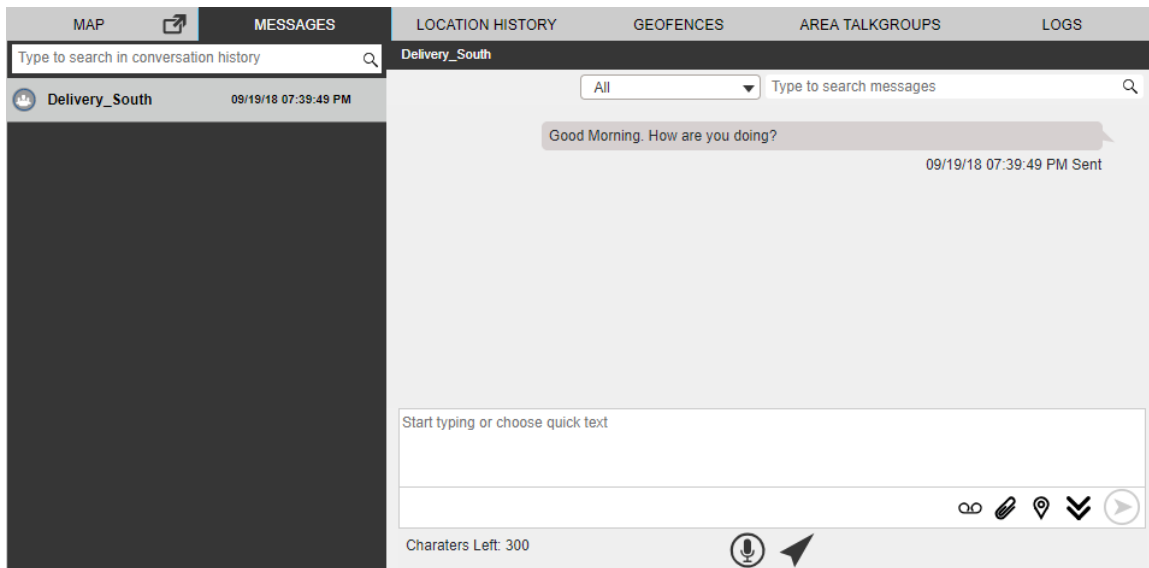 MAP MESSAGES LOCATION HISTORY GEOFENCES AREA TALKGROUPS LOGS
Type to search in conversation history
Delivery_South 09/19/18 07:39:49 PM
Delivery_South
All Type to search messages
Good Morning. How are you doing?
09/19/18 07:39:49 PM Sent
Start typing or choose quick text
Charaters Left: 300